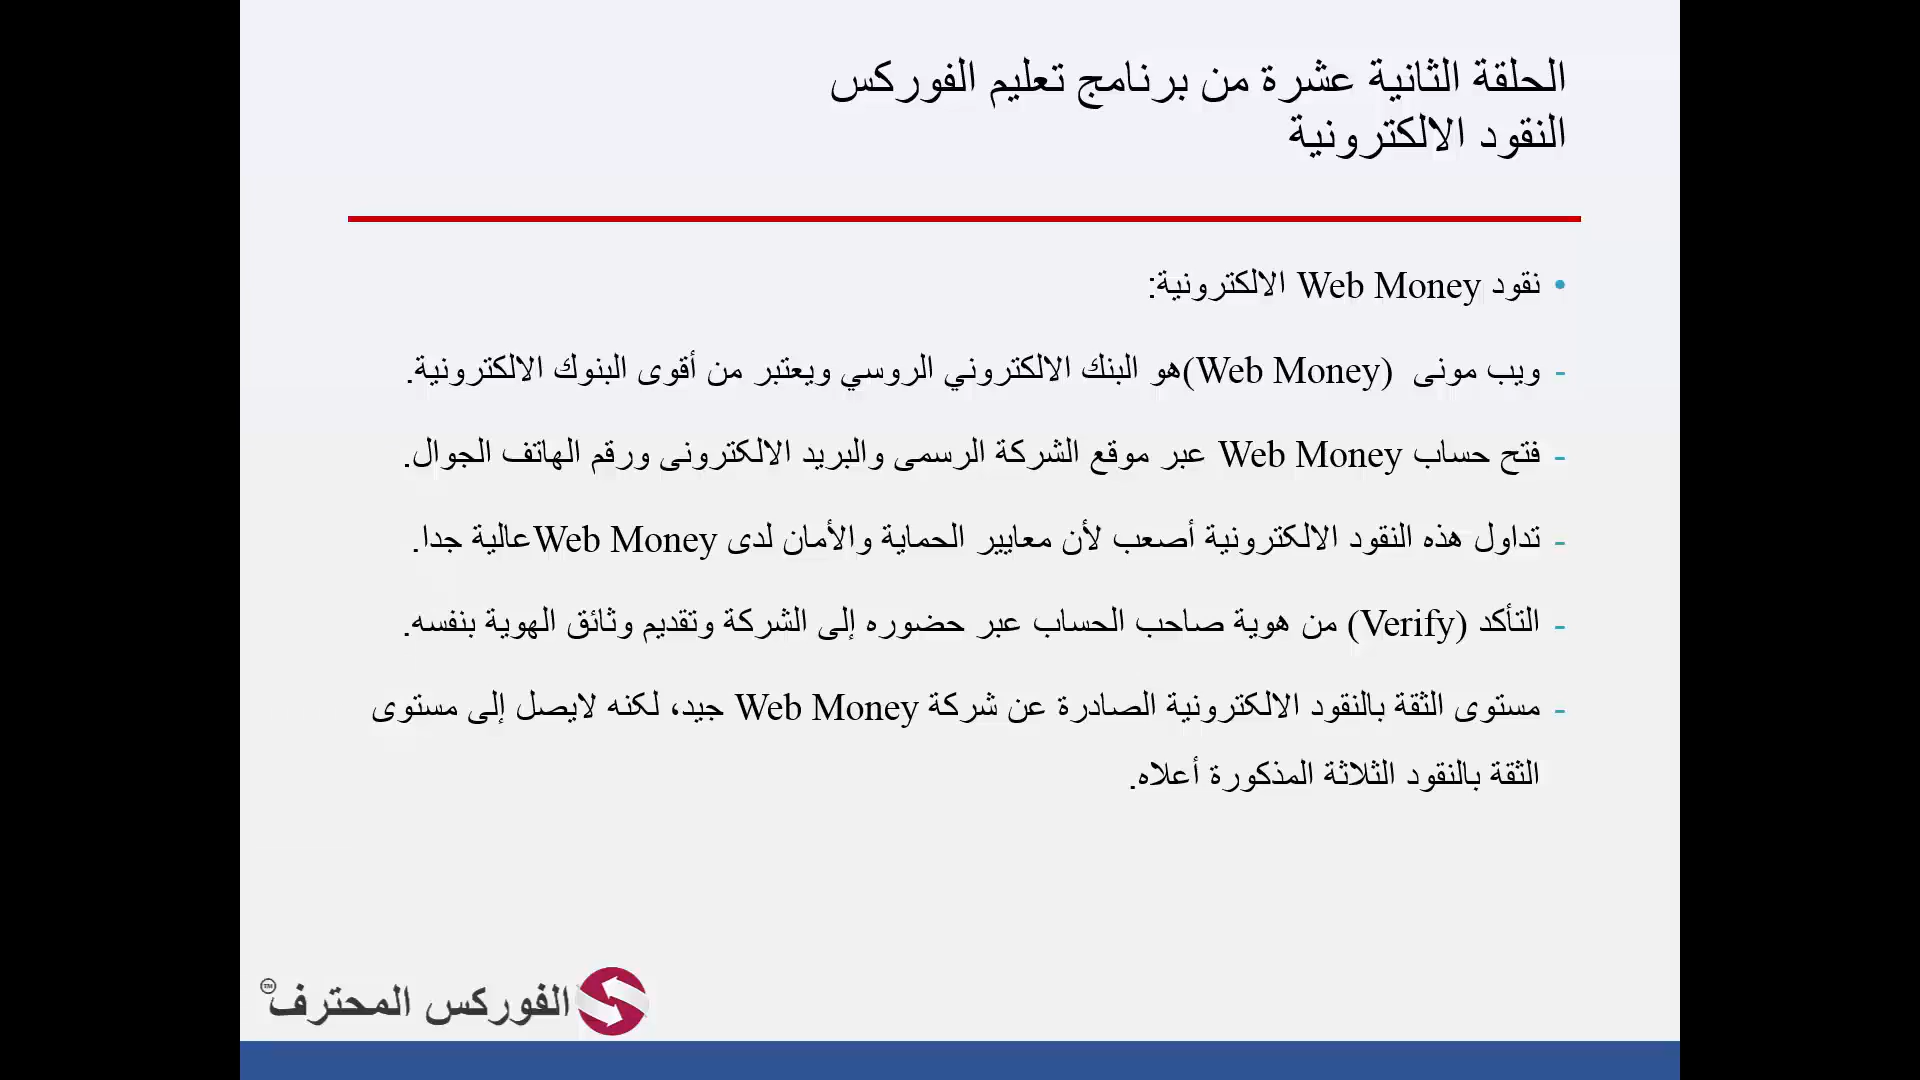 الحلقة الثانية عشرة من برنامج تعليم الفوركس
النقود الالكترونية
• نقود Web Money الالكترونية:
- ويب مونى (Web Money)هو البنك الالكتروني الروسي ويعتبر من أقوى البنوك الالكترونية.
- فتح حساب Web Money عبر موقع الشركة الرسمى والبريد الالكترونى ورقم الهاتف الجوال.
- تداول هذه النقود الالكترونية أصعب لأن معايير الحماية والأمان لدى Web Moneyعالية جدا.
- التأكد (Verify) من هوية صاحب الحساب عبر حضوره إلى الشركة وتقديم وثائق الهوية بنفسه.
- مستوى الثقة بالنقود الالكترونية الصادرة عن شركة Web Money جيد، لكنه لايصل إلى مستوى
الثقة بالنقود الثلاثة المذكورة أعلاه.
الفوركس المحترف TM